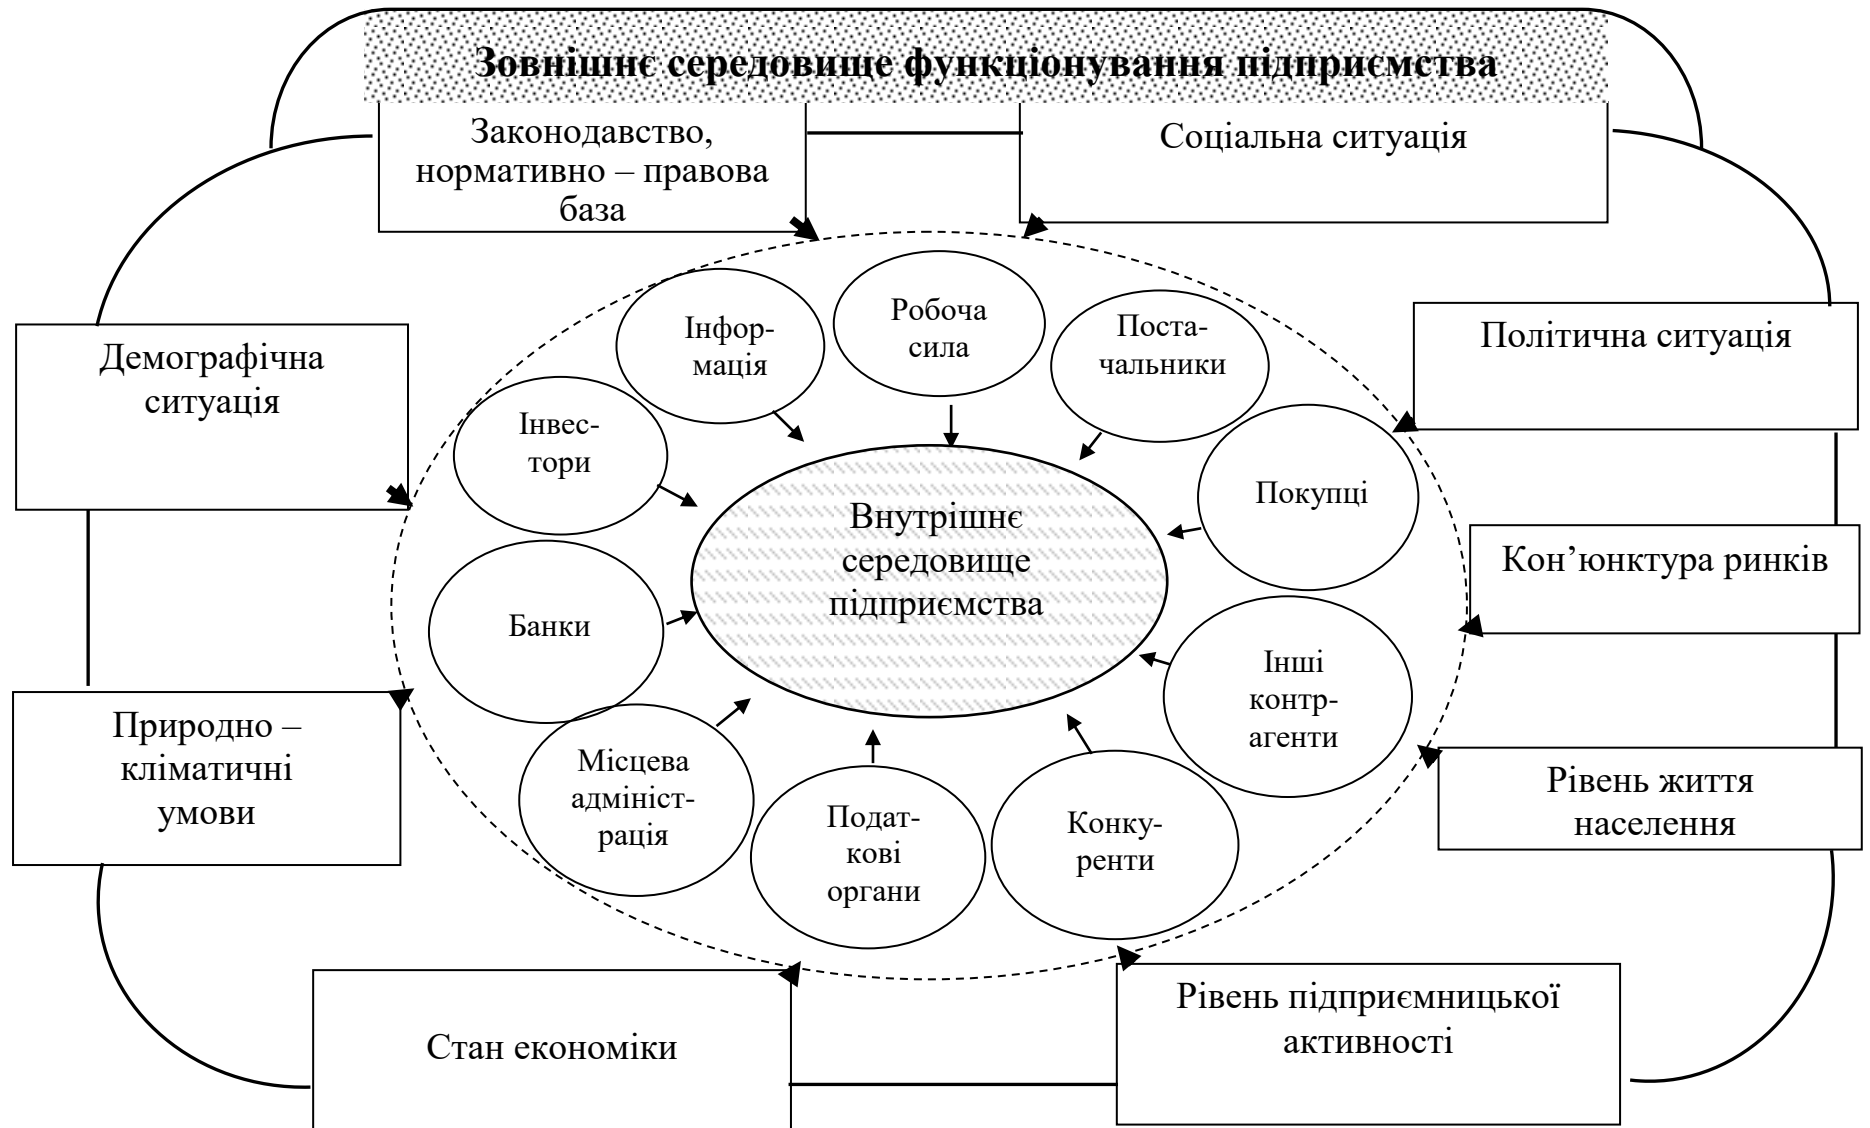 Зовнішнє середовище функціонування підприємства
Законодавство,
нормативно – правова
база
Соціальна ситуація
Демографічна
ситуація
Політична ситуація
Інфор-
мація
Робоча
сила
Поста-
чальники
Інвес-
тори
Покупці
Внутрішнє
середовище
підприємства
Кон’юнктура ринків
Банки
Інші
контр-
агенти
Природно –
кліматичні
умови
Місцева
адмініст-
рація
Подат-
кові
органи
Конку-
ренти
Рівень життя
населення
Стан економіки
Рівень підприємницької
активності